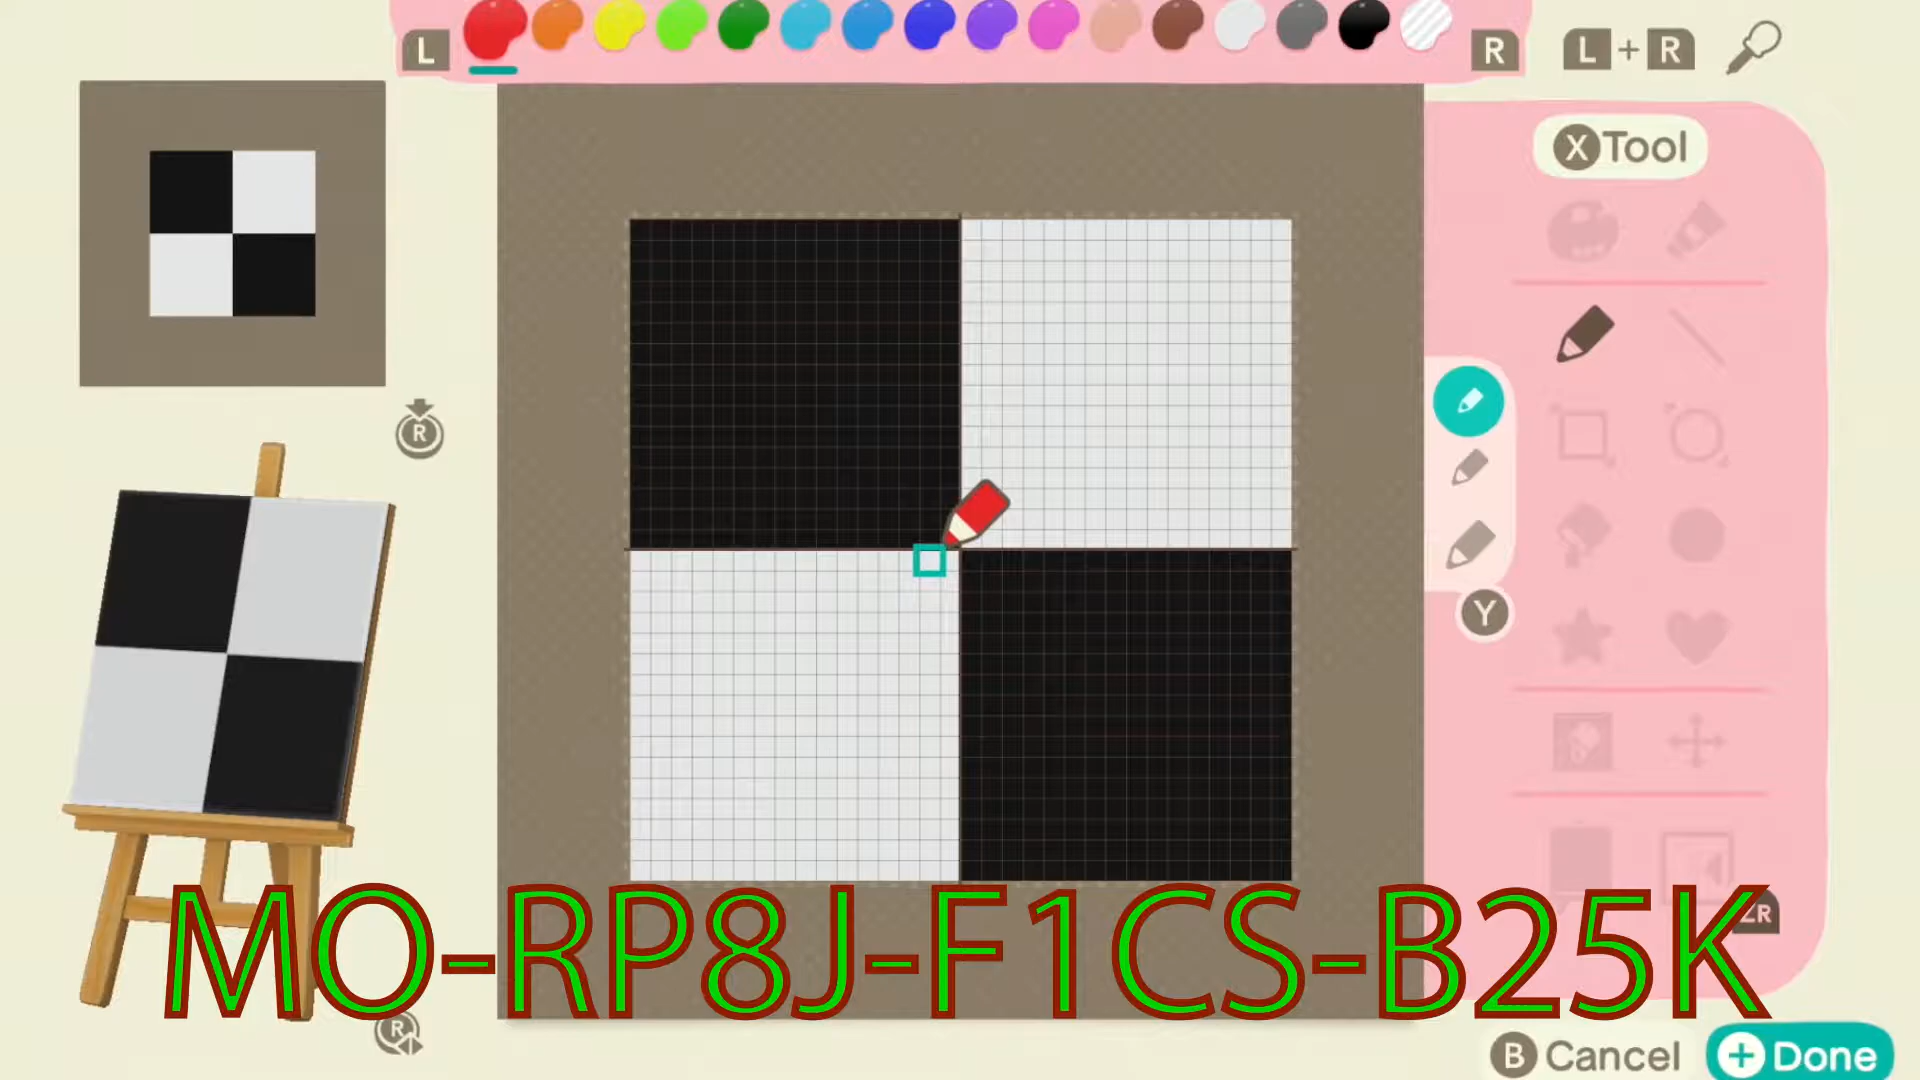 L
R
L + R
X Tool
R
Y
ZR
MO-RP8J-F1CS-B25K
R
B Cancel
+ Done